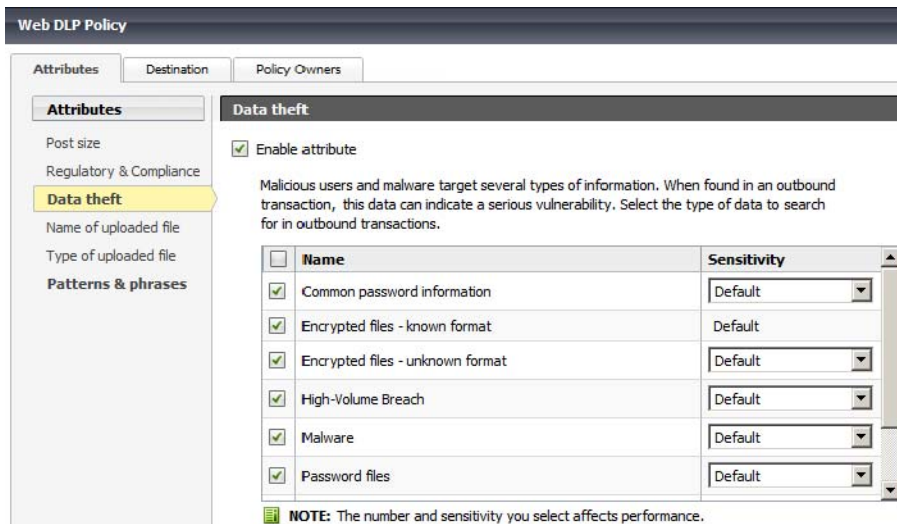 Web DLP Policy
Attributes Destination Policy Owners
Attributes
Post size
Regulatory & Compliance
Data theft
Name of uploaded file
Type of uploaded file
Patterns & phrases
Data theft
Enable attribute
Malicious users and malware target several types of information. When found in an outbound
transaction, this data can indicate a serious vulnerability. Select the type of data to search
for in outbound transactions.
Name Sensitivity
Common password information Default
Encrypted files - known format Default
Encrypted files - unknown format Default
High-Volume Breach Default
Malware Default
Password files Default
NOTE: The number and sensitivity you select affects performance.